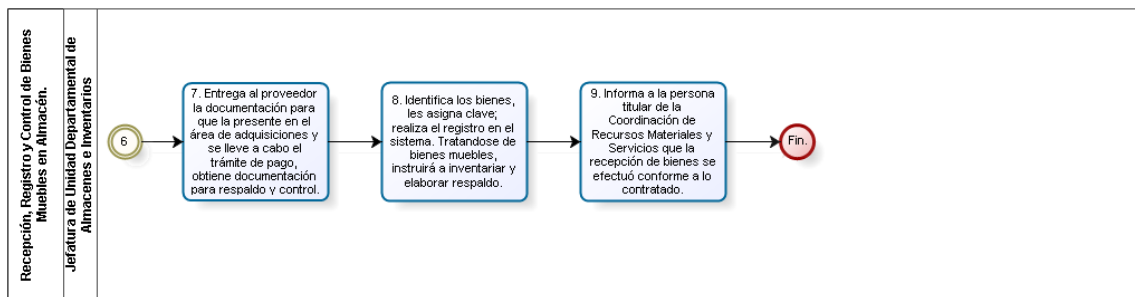 Recepción, Registro y Control de Bienes
Muebles en Almacén.
Jefatura de Unidad Departamental de
Almacenes e Inventarios
6
7. Entrega al proveedor
la documentación para
que la presente en el
área de adquisiciones y
se lleve a cabo el
trámite de pago,
obtiene documentación
para respaldo y control.
8. Identifica los bienes,
les asigna clave;
realiza el registro en el
sistema. Tratandose de
bienes muebles,
instruirá a inventariar y
elaborar respaldo.
9. Informa a la persona
titular de la
Coordinación de
Recursos Materiales y
Servicios que la
recepción de bienes se
efectuó conforme a lo
contratado.
Fin.